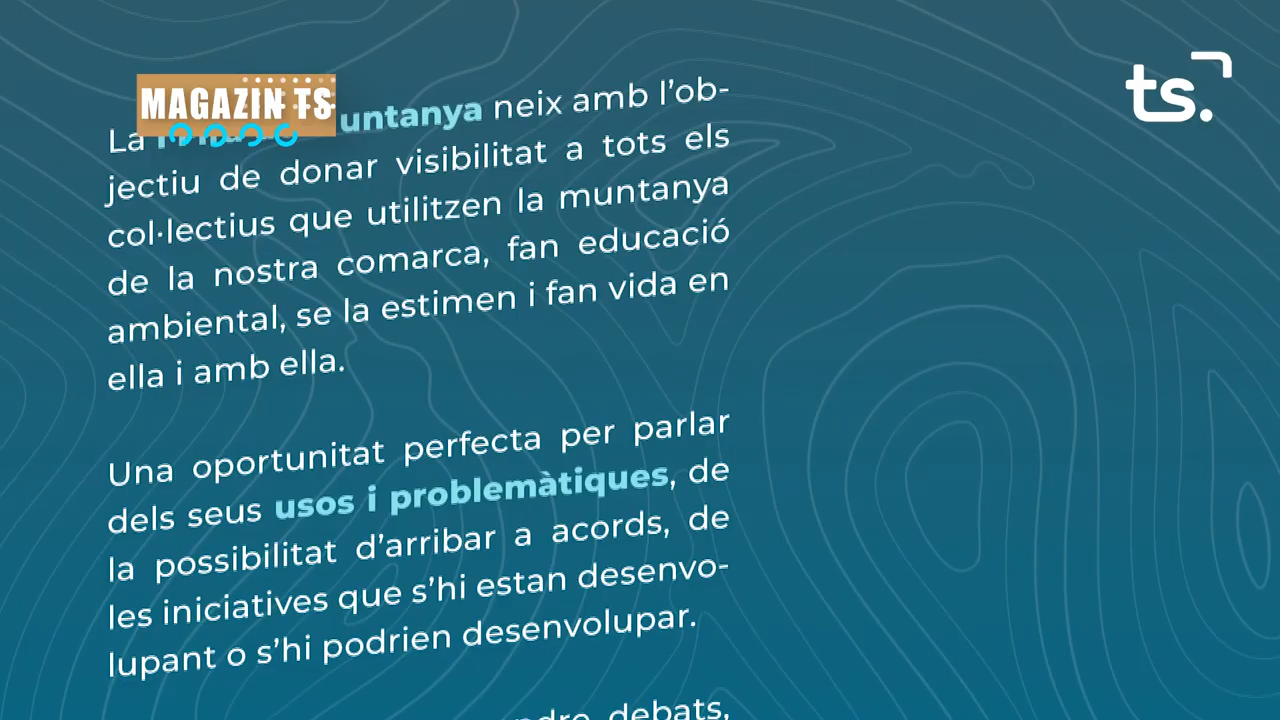 MAGAZIN TS
ts.
La untanya neix amb l'ob-
jectiu de donar visibilitat a tots els
col·lectius que utilitzen la muntanya
de la nostra comarca, fan educació
ambiental, se la estimen i fan vida en
ella i amb ella.
Una oportunitat perfecta per parlar
dels seus usos i problemàtiques, de
la possibilitat d'arribar a acords, de
les iniciatives que s'hi estan desenvo-
lupant o s'hi podrien desenvolupar.
debats,